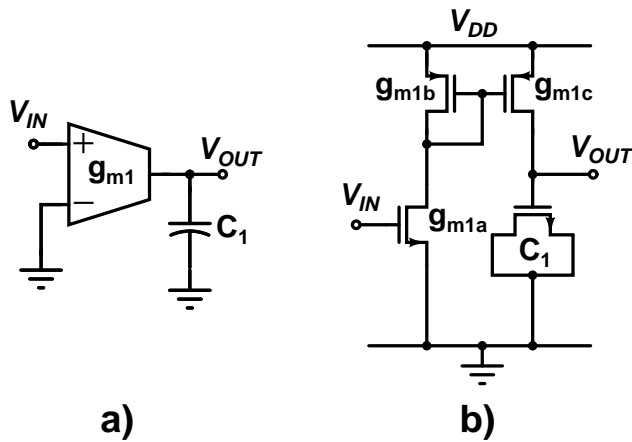 V_DD
g_m1b
g_m1c
V_IN
+
g_m1
−
V_OUT
C_1
V_IN
g_m1a
V_OUT
C_1
a)
b)